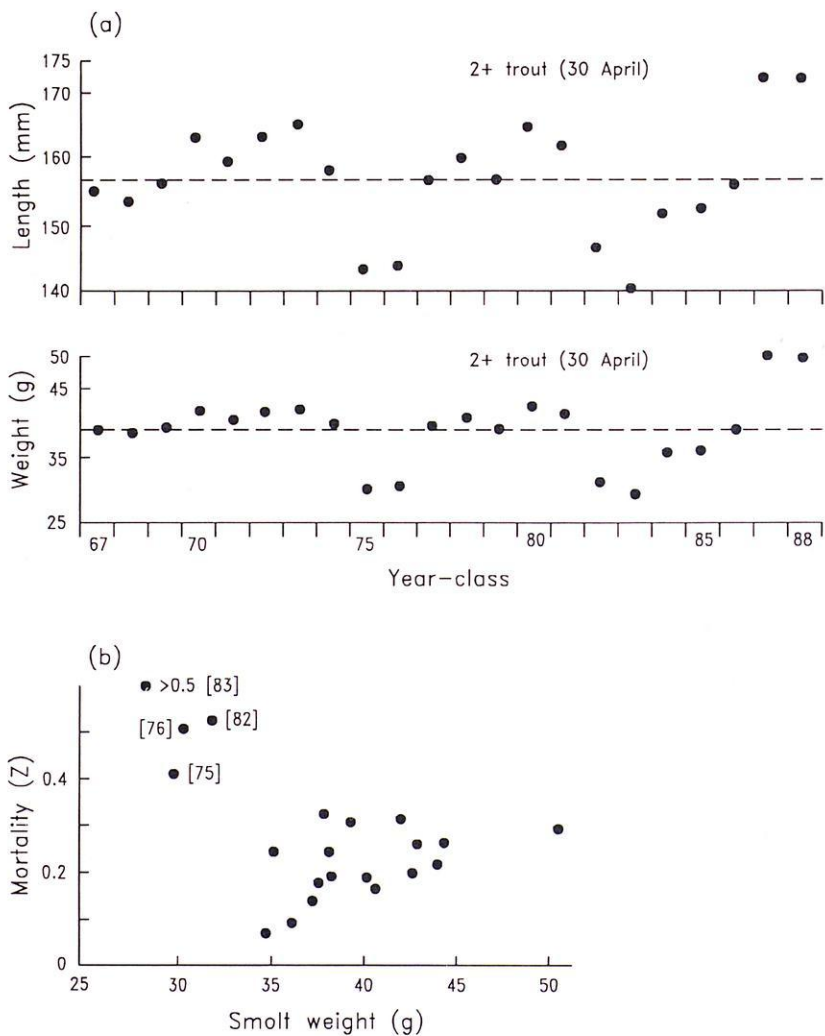 (a)
2+ trout (30 April)
Length (mm)
175
170
160
150
140
2+ trout (30 April)
Weight (g)
50
45
35
25
67 70 75 80 85 88
Year-class
(b)
>0.5 [83]
[76] [82]
[75]
Mortality (Z)
0.4
0.2
0
25 30 35 40 45 50
Smolt weight (g)